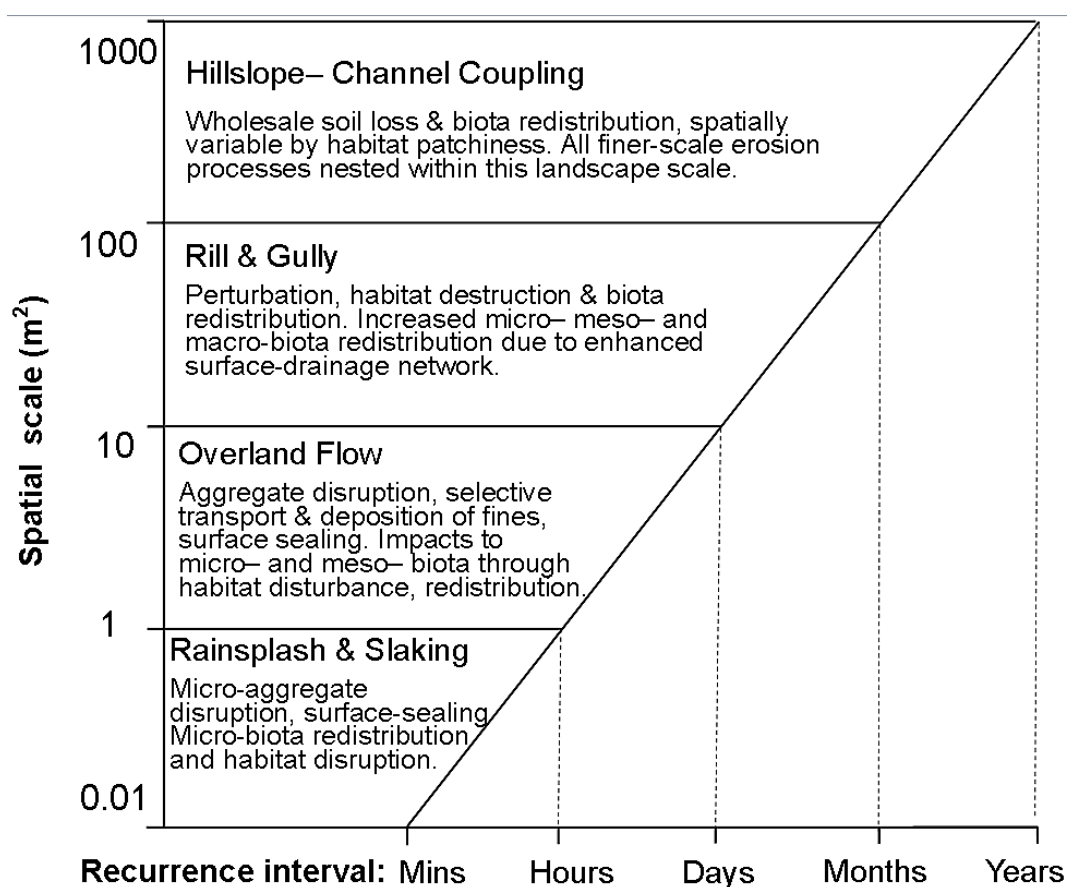 1000
Hillslope– Channel Coupling
Wholesale soil loss & biota redistribution, spatially
variable by habitat patchiness. All finer-scale erosion
processes nested within this landscape scale.
100
Rill & Gully
Perturbation, habitat destruction & biota
redistribution. Increased micro– meso– and
macro-biota redistribution due to enhanced
surface-drainage network.
Spatial scale (m²)
10
Overland Flow
Aggregate disruption, selective
transport & deposition of fines,
surface sealing. Impacts to
micro– and meso– biota through
habitat disturbance, redistribution.
1
Rainsplash & Slaking
Micro-aggregate
disruption, surface-sealing
Micro-biota redistribution
and habitat disruption.
0.01
Recurrence interval: Mins Hours Days Months Years